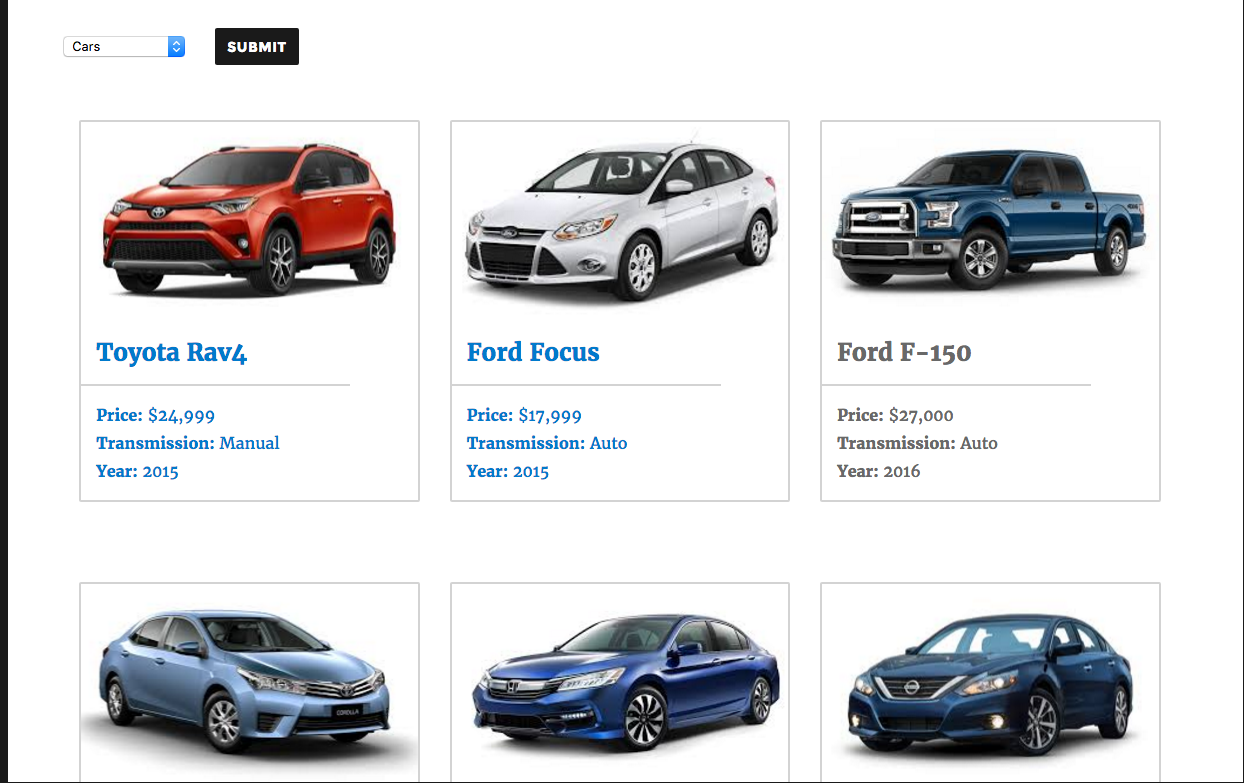 Cars
SUBMIT
Toyota Rav4
Price: $24,999
Transmission: Manual
Year: 2015
Ford Focus
Price: $17,999
Transmission: Auto
Year: 2015
Ford F-150
Price: $27,000
Transmission: Auto
Year: 2016
COROLLA